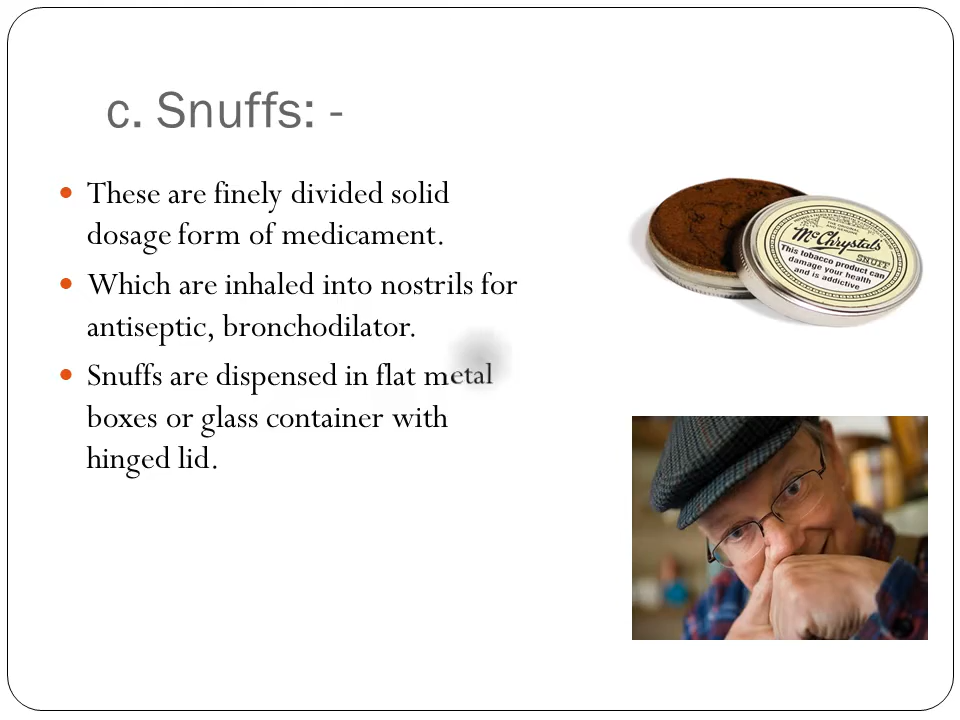 c. Snuffs: -
These are finely divided solid
dosage form of medicament.
Which are inhaled into nostrils for
antiseptic, bronchodilator.
Snuffs are dispensed in flat metal
boxes or glass container with
hinged lid.
McChrystal's
SNUFF
This tobacco product can
damage your health
and is addictive